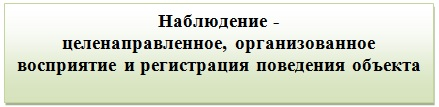 Наблюдение -
целенаправленное, организованное
восприятие и регистрация поведения объекта